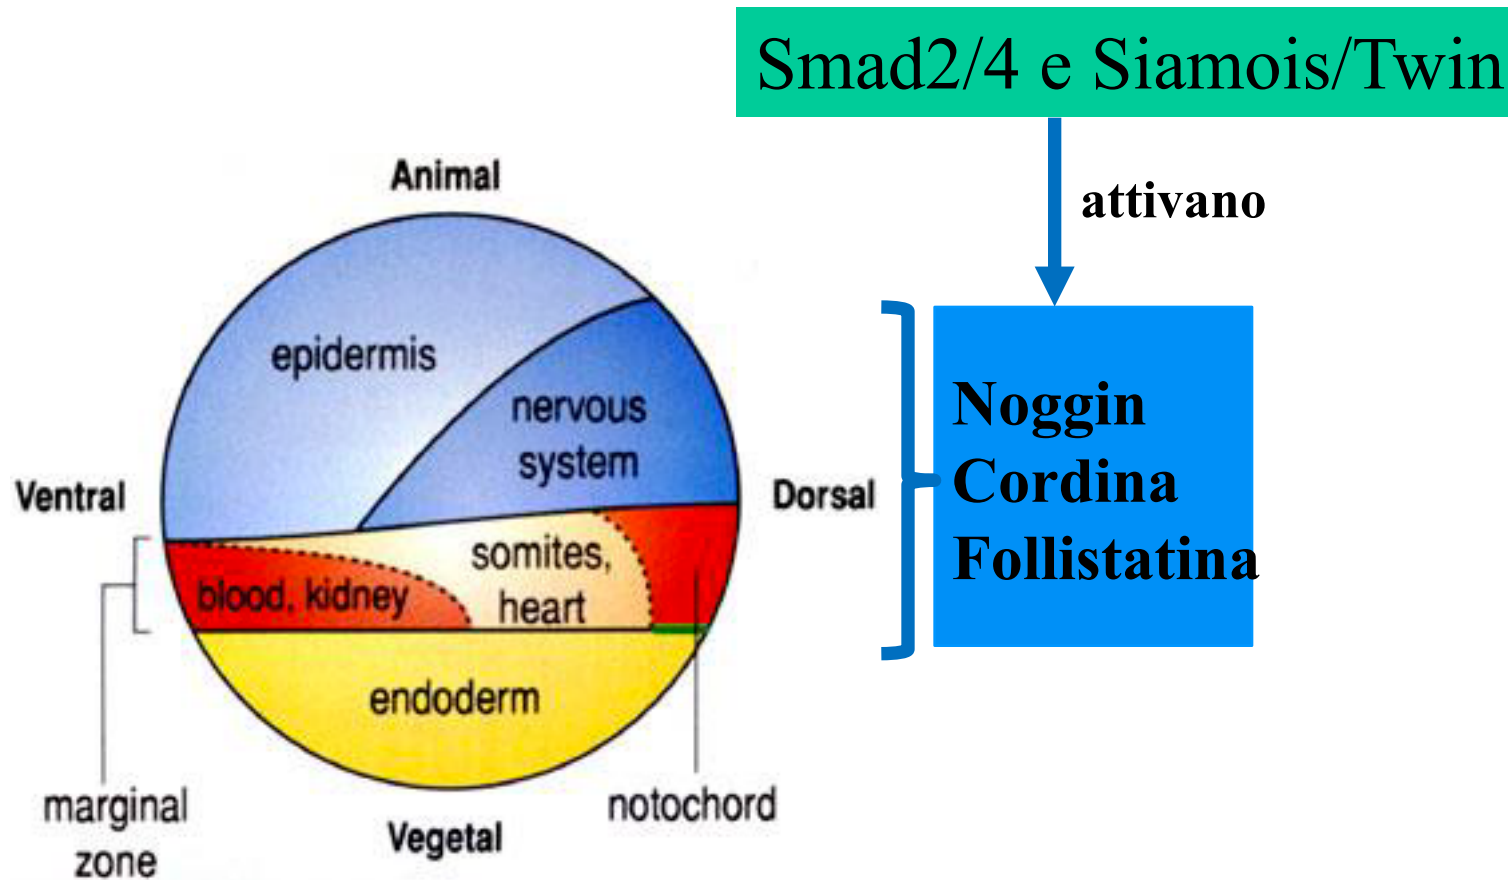 Smad2/4 e Siamois/Twin
attivano
Animal
epidermis
nervous
system
Ventral
Dorsal
Noggin
Cordina
Follistatina
somites,
heart
blood, kidney
endoderm
marginal
zone
notochord
Vegetal